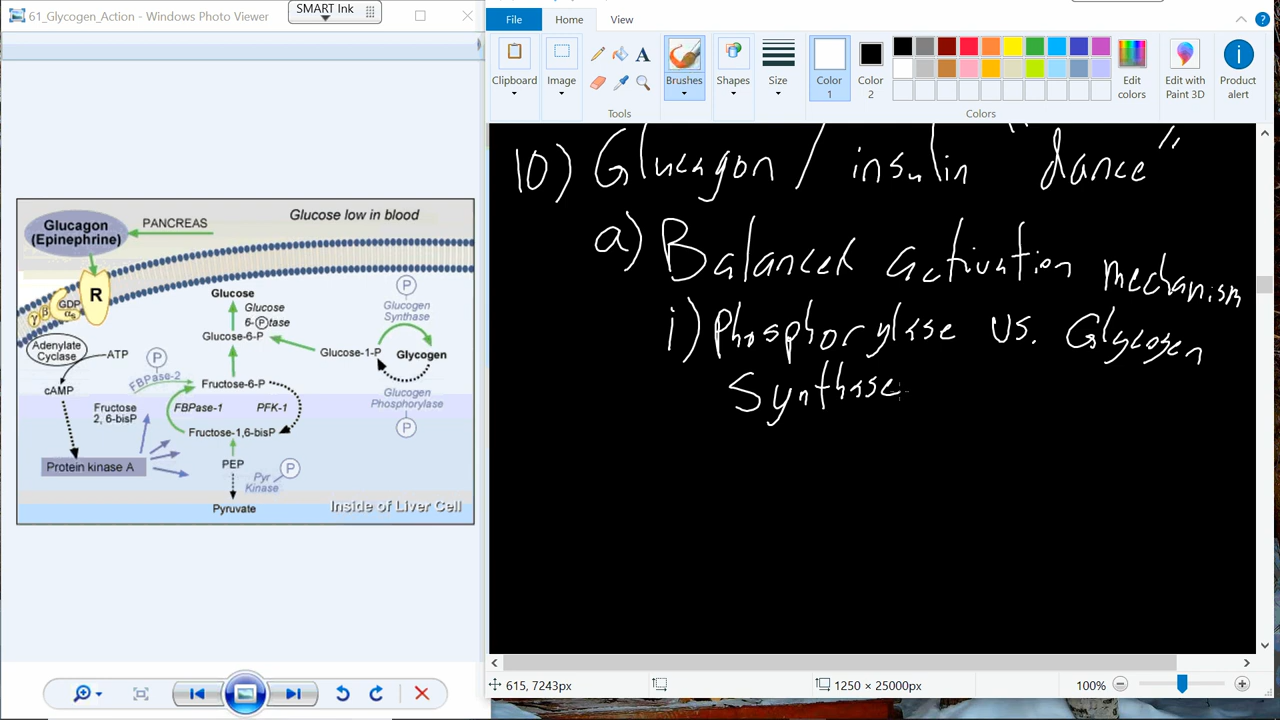 61_Glycogen_Action - Windows Photo Viewer
SMART Ink
File
Home
View
Clipboard
Image
Tools
Brushes
Shapes
Size
Color 1
Color 2
Colors
Edit colors
Edit with Paint 3D
Product alert
Glucose low in blood
PANCREAS
Glucagon
(Epinephrine)
R
GDP
γ β α
Adenylate
Cyclase
ATP
cAMP
Protein kinase A
P
FBPase-2
Fructose
2, 6-bisP
Glucose
Glucose
6-Ptase
Glucose-6-P
Glucose-1-P
Glycogen
P
Glucogen
Synthase
Glucogen
Phosphorylase
P
Fructose-6-P
FBPase-1
PFK-1
Fructose-1,6-bisP
PEP
Pyr
Kinase
P
Pyruvate
Inside of Liver Cell
10) Glucagon / insulin "dance"
a) Balanced activation mechanism
i) Phosphorylase vs. Glycogen
Synthase
615, 7243px
1250 × 25000px
100%